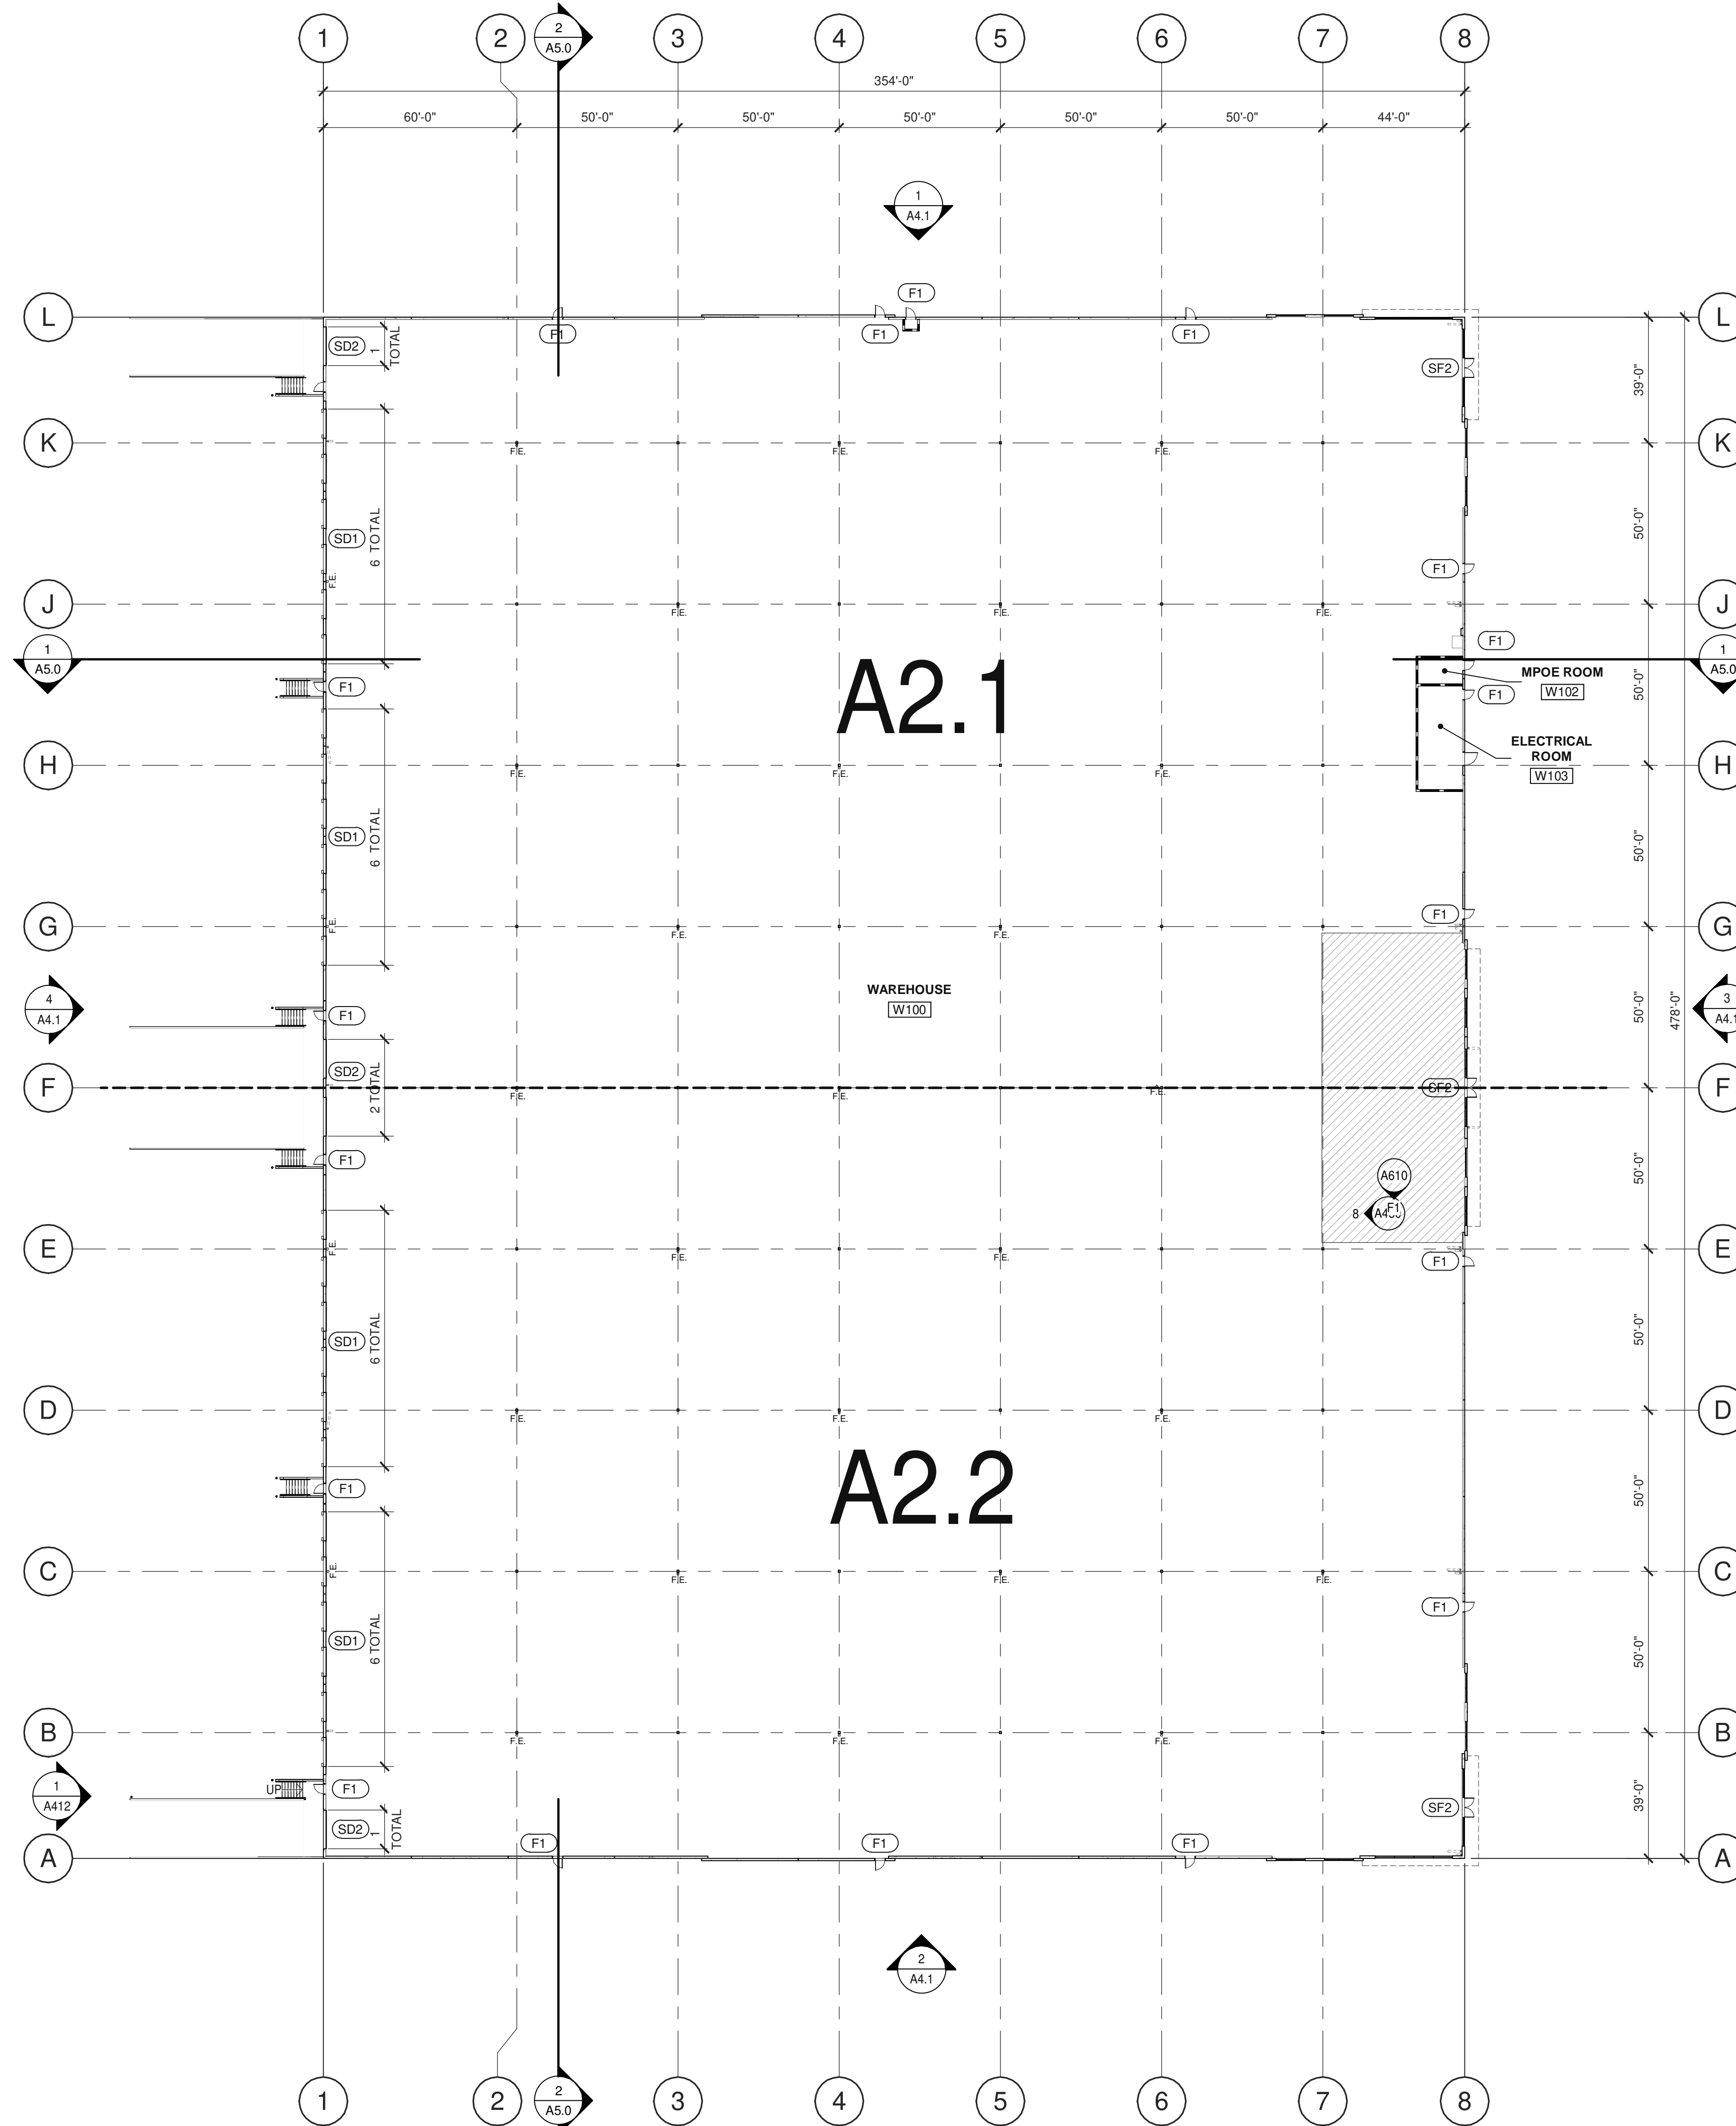 1 2 3 4 5 6 7 8
2
A5.0
354'-0"
60'-0" 50'-0" 50'-0" 50'-0" 50'-0" 50'-0" 44'-0"
1
A4.1
F1
L L
F1 F1 F1
SD2
1
TOTAL
SF2
39'-0"
K K
F.E. F.E. F.E.
SD1
6 TOTAL
50'-0"
F.E.
F1
J J
F.E. F.E. F.E.
F1
1
A5.0
1
A5.0
A2.1
MPOE ROOM
W102
F1
F1
50'-0"
ELECTRICAL
ROOM
W103
H H
F.E. F.E. F.E.
SD1
6 TOTAL
50'-0"
F1
G G
F.E.
F.E. F.E.
WAREHOUSE
W100
4
A4.1
3
A4.1
50'-0"
478'-0"
F1
SD2
2 TOTAL
F F
SF2
F.E. F.E. F.E.
F1
50'-0"
A610
8
F1
E E
F.E.
F.E. F.E.
F1
SD1
6 TOTAL
50'-0"
D D
F.E. F.E. F.E.
A2.2
F1
50'-0"
C C
F.E.
F.E. F.E. F.E.
F1
SD1
6 TOTAL
50'-0"
B B
F.E. F.E. F.E.
1
A412
UP
F1
SF2
39'-0"
SD2
1
TOTAL
F1 F1 F1
A A
2
A4.1
1 2 3 4 5 6 7 8
2
A5.0